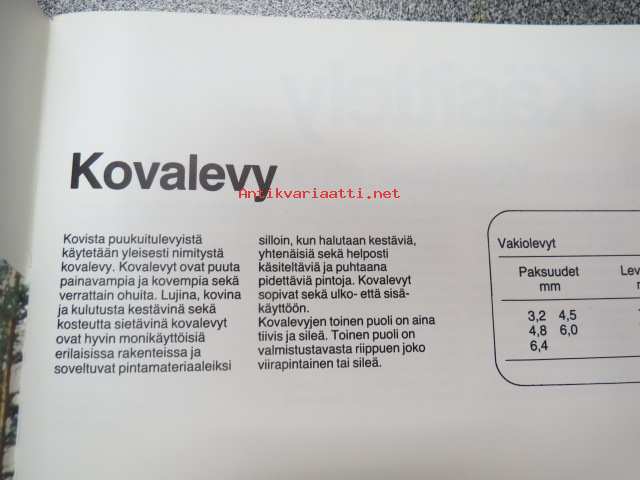 Kovalevy
Antikvariaatti.net
Kovista puukuitulevyistä
käytetään yleisesti nimitystä
kovalevy. Kovalevyt ovat puuta
painavampia ja kovempia sekä
verrattain ohuita. Lujina, kovina
ja kulutusta kestävinä sekä
kosteutta sietävinä kovalevyt
ovat hyvin monikäyttöisiä
erilaisissa rakenteissa ja
soveltuvat pintamateriaaleiksi
silloin, kun halutaan kestäviä,
yhtenäisiä sekä helposti
käsiteltäviä ja puhtaana
pidettäviä pintoja. Kovalevyt
sopivat sekä ulko- että sisä-
käyttöön.
Kovalevyjen toinen puoli on aina
tiivis ja sileä. Toinen puoli on
valmistustavasta riippuen joko
viirapintainen tai sileä.
Vakiolevyt
Paksuudet
mm
3,2 4,5
4,8 6,0
6,4